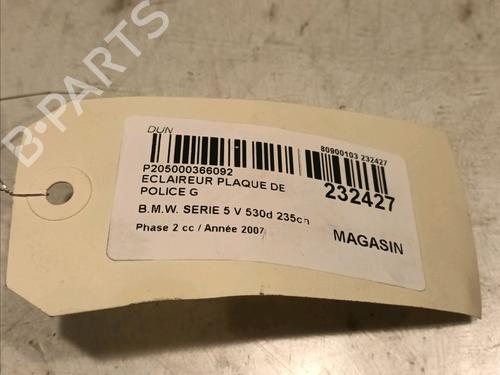 B-PARTS
DUN
80900103 232427
P205000366092
ECLAIREUR PLAQUE DE
POLICE G
232427
B.M.W. SERIE 5 V 530d 235ch
Phase 2 cc / Année 2007
MAGASIN